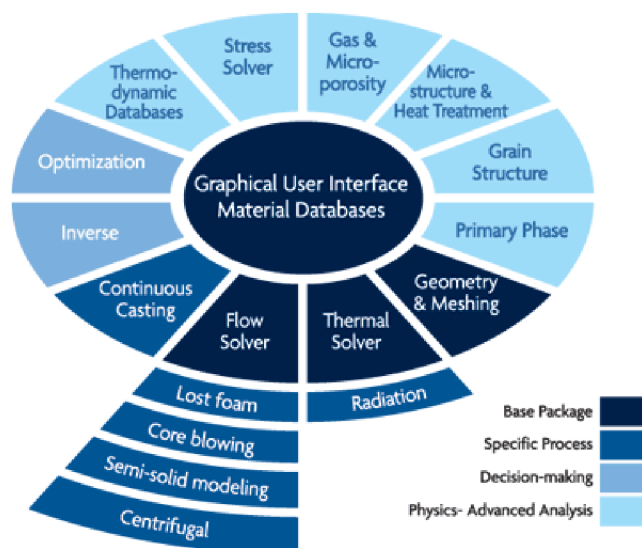 Stress
Solver
Gas &
Micro-
porosity
Thermo-
dynamic
Databases
Micro-
structure &
Heat Treatment
Optimization
Grain
Structure
Graphical User Interface
Material Databases
Inverse
Primary Phase
Continuous
Casting
Flow
Solver
Thermal
Solver
Geometry
& Meshing
Lost foam
Radiation
Core blowing
Semi-solid modeling
Centrifugal
Base Package
Specific Process
Decision-making
Physics- Advanced Analysis